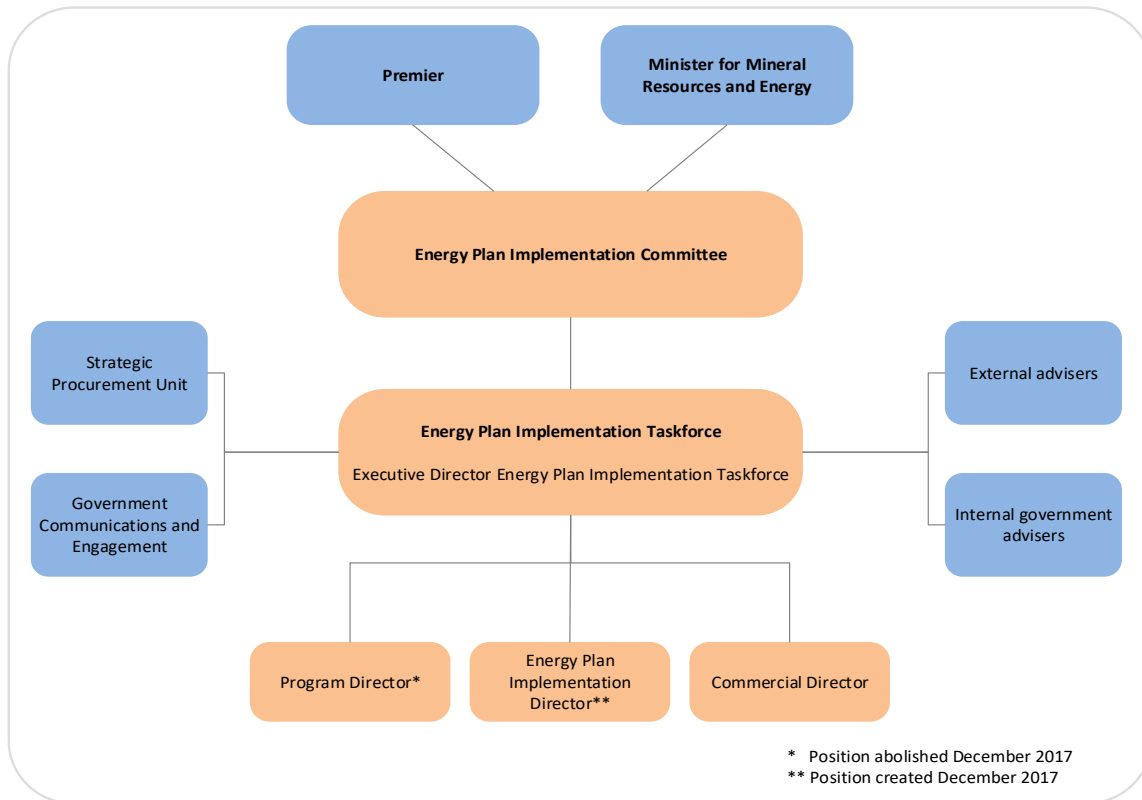 Premier
Minister for Mineral
Resources and Energy
Energy Plan Implementation Committee
Strategic
Procurement Unit
External advisers
Energy Plan Implementation Taskforce
Executive Director Energy Plan Implementation Taskforce
Government
Communications and
Engagement
Internal government
advisers
Program Director*
Energy Plan
Implementation
Director**
Commercial Director
* Position abolished December 2017
** Position created December 2017